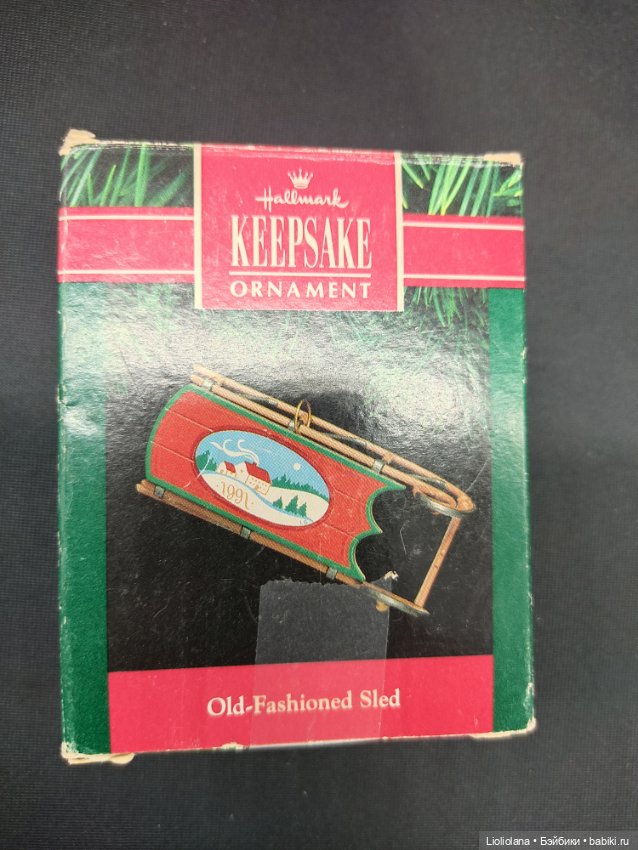 Hallmark
KEEPSAKE
ORNAMENT
1991
Old-Fashioned Sled
Liolidana • Бэйбики • babiki.ru